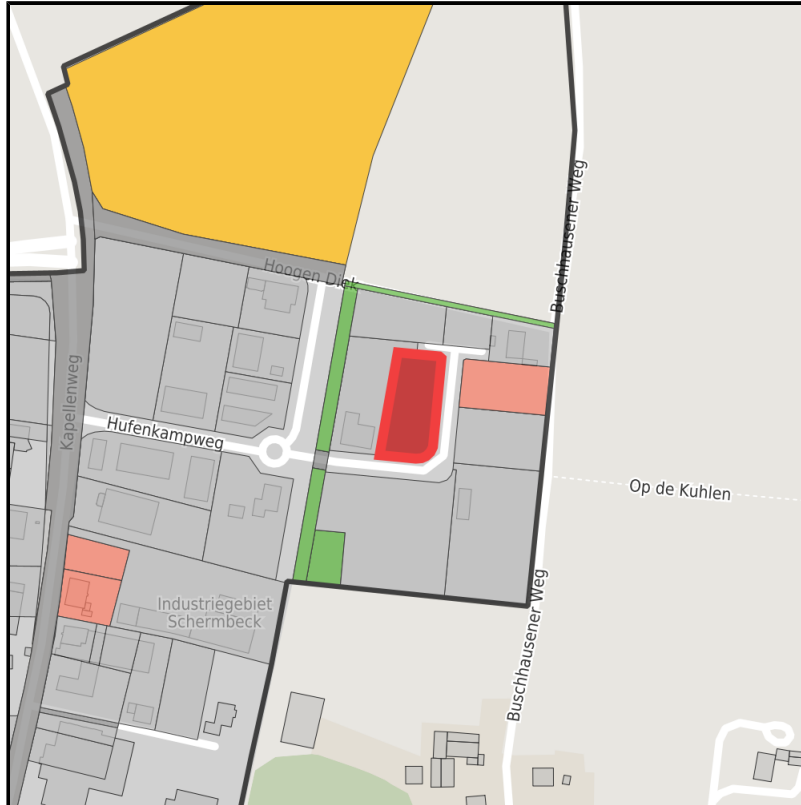 Buschhausener Weg
Hoogen Diek
Kapellenweg
Hufenkampweg
Op de Kuhlen
Industriegebiet
Schermbeck
Buschhausener Weg